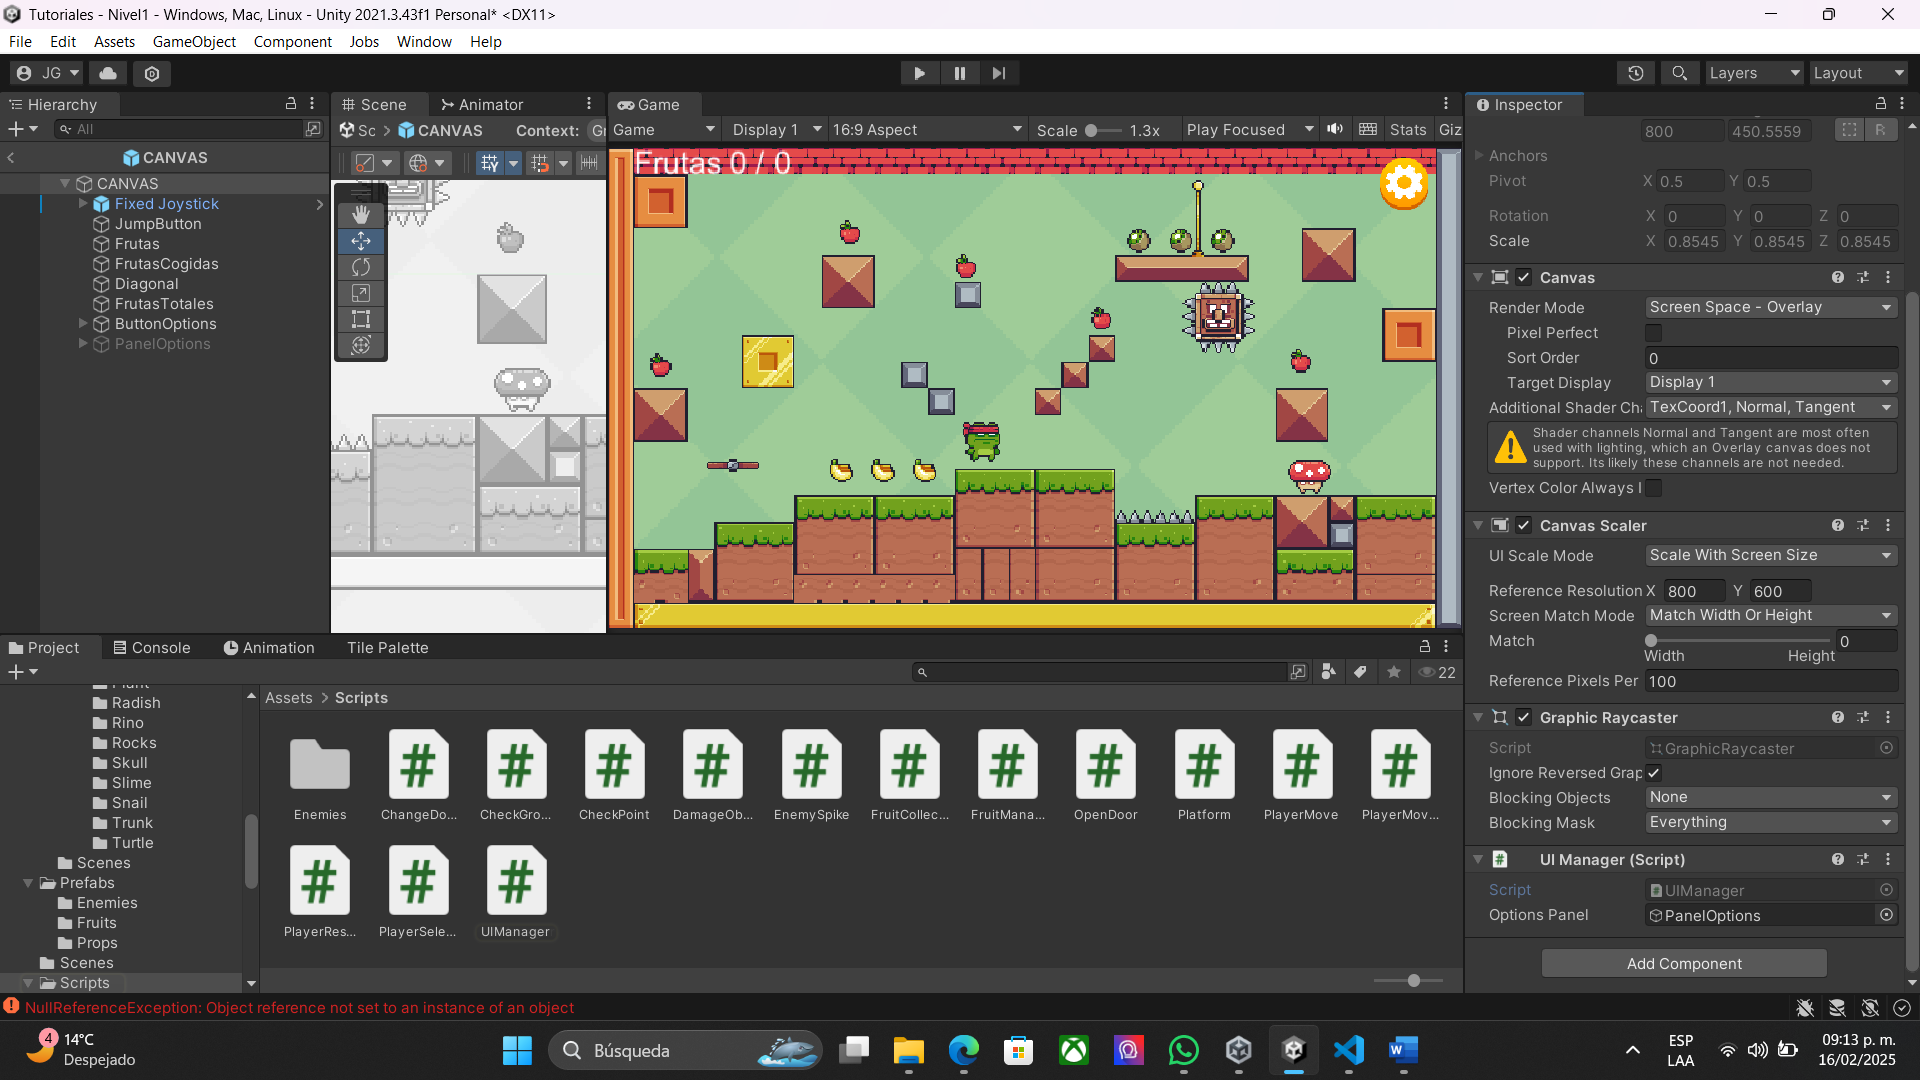 Tutoriales - Nivel1 - Windows, Mac, Linux - Unity 2021.3.43f1 Personal* <DX11>
File Edit Assets GameObject Component Jobs Window Help
JG
Layers
Layout
Hierarchy
All
CANVAS
CANVAS
Fixed Joystick
JumpButton
Frutas
FrutasCogidas
Diagonal
FrutasTotales
ButtonOptions
PanelOptions
Scene
Animator
Sc
CANVAS
Context:
Gr
Game
Game
Display 1
16:9 Aspect
Scale
1.3x
Play Focused
Stats
Giz
Frutas 0 / 0
Inspector
800
450.5559
R
Anchors
Pivot X 0.5 Y 0.5
Rotation X 0 Y 0 Z 0
Scale X 0.8545 Y 0.8545 Z 0.8545
Canvas
Render Mode Screen Space - Overlay
Pixel Perfect
Sort Order 0
Target Display Display 1
Additional Shader Cha TexCoord1, Normal, Tangent
Shader channels Normal and Tangent are most often
used with lighting, which an Overlay canvas does not
support. Its likely these channels are not needed.
Vertex Color Always I
Canvas Scaler
UI Scale Mode Scale With Screen Size
Reference Resolution X 800 Y 600
Screen Match Mode Match Width Or Height
Match 0
Width Height
Reference Pixels Per 100
Graphic Raycaster
Script GraphicRaycaster
Ignore Reversed Grap
Blocking Objects None
Blocking Mask Everything
UI Manager (Script)
Script UIManager
Options Panel PanelOptions
Add Component
Project
Console
Animation
Tile Palette
22
Radish
Rino
Rocks
Skull
Slime
Snail
Trunk
Turtle
Scenes
Prefabs
Enemies
Fruits
Props
Scenes
Scripts
Assets > Scripts
Enemies
ChangeDo...
CheckGro...
CheckPoint
DamageOb...
EnemySpike
FruitCollec...
FruitMana...
OpenDoor
Platform
PlayerMove
PlayerMov...
PlayerRes...
PlayerSele...
UIManager
NullReferenceException: Object reference not set to an instance of an object
4
14°C
Despejado
Búsqueda
ESP
LAA
09:13 p. m.
16/02/2025